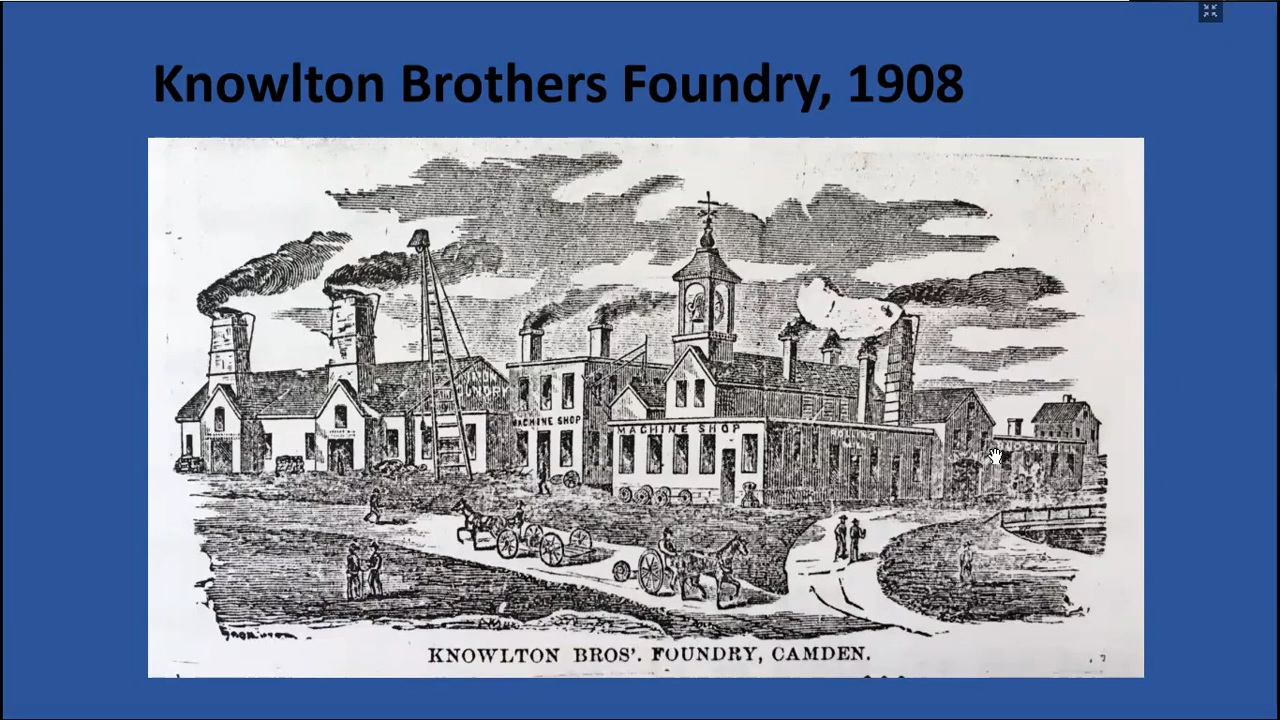 Knowlton Brothers Foundry, 1908
MACHINE SHOP
MACHINE SHOP
KNOWLTON BROS'. FOUNDRY, CAMDEN.